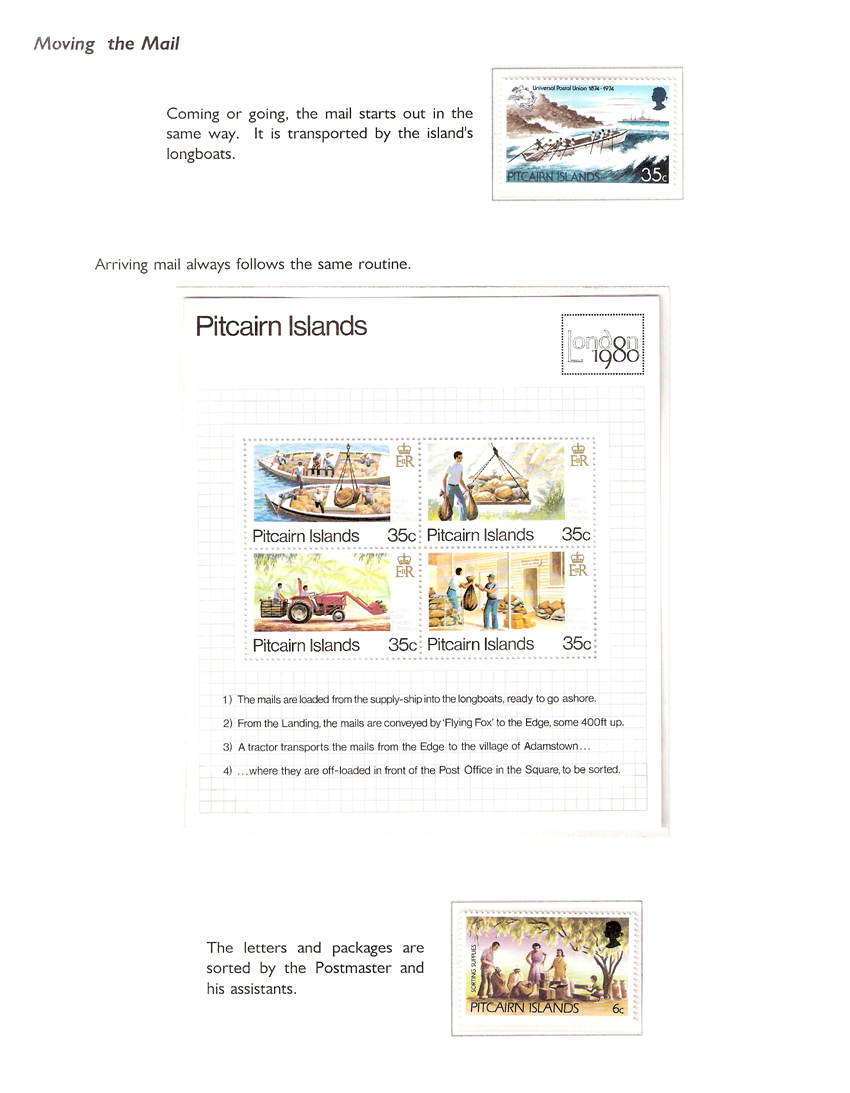 Moving the Mail
Coming or going, the mail starts out in the
same way. It is transported by the island's
longboats.
Universal Postal Union 1874-1974
PITCAIRN ISLANDS 35c
Arriving mail always follows the same routine.
Pitcairn Islands
London
1980
EIIR
Pitcairn Islands 35c
EIIR
Pitcairn Islands 35c
EIIR
Pitcairn Islands 35c
EIIR
Pitcairn Islands 35c
1) The mails are loaded from the supply-ship into the longboats, ready to go ashore.
2) From the Landing, the mails are conveyed by 'Flying Fox' to the Edge, some 400ft up.
3) A tractor transports the mails from the Edge to the village of Adamstown...
4) ...where they are off-loaded in front of the Post Office in the Square, to be sorted.
The letters and packages are
sorted by the Postmaster and
his assistants.
SORTING SUPPLIES
PITCAIRN ISLANDS 6c